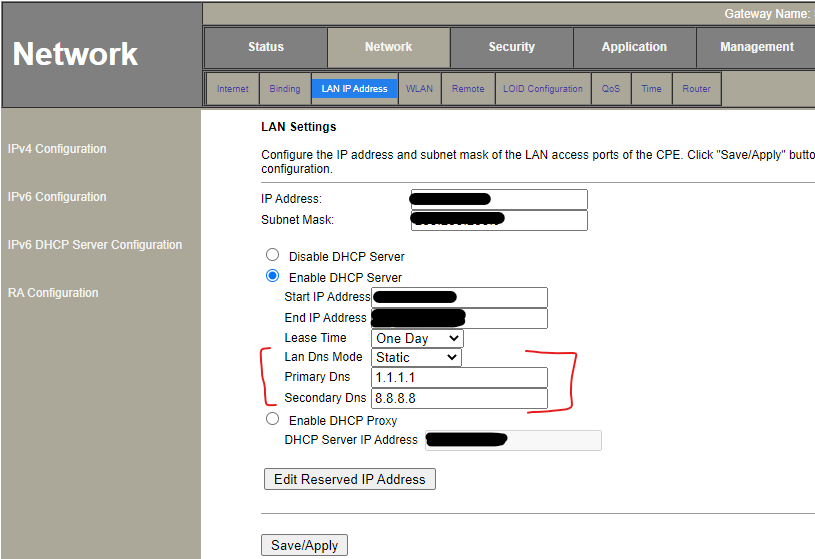 Gateway Name:
Network
Status Network Security Application Management
Internet Binding LAN IP Address WLAN Remote LOID Configuration QoS Time Router
IPv4 Configuration
IPv6 Configuration
IPv6 DHCP Server Configuration
RA Configuration
LAN Settings
Configure the IP address and subnet mask of the LAN access ports of the CPE. Click "Save/Apply" butto
configuration.
IP Address:
Subnet Mask:
Disable DHCP Server
Enable DHCP Server
Start IP Address
End IP Address
Lease Time One Day
Lan Dns Mode Static
Primary Dns 1.1.1.1
Secondary Dns 8.8.8.8
Enable DHCP Proxy
DHCP Server IP Address
Edit Reserved IP Address
Save/Apply